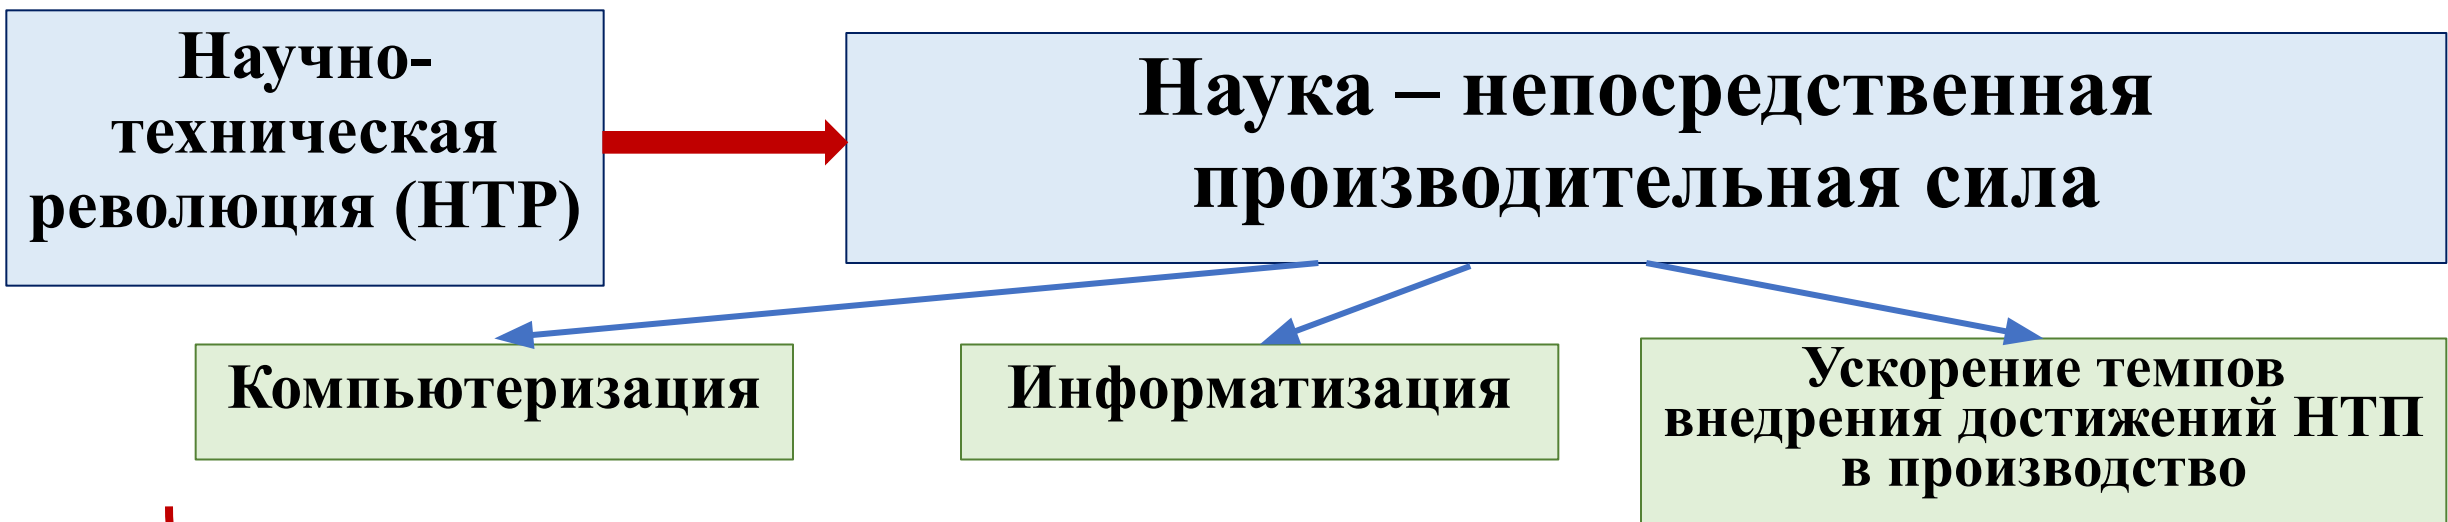 Научно-
техническая
революция (НТР)
Наука – непосредственная
производительная сила
Компьютеризация
Информатизация
Ускорение темпов
внедрения достижений НТП
в производство